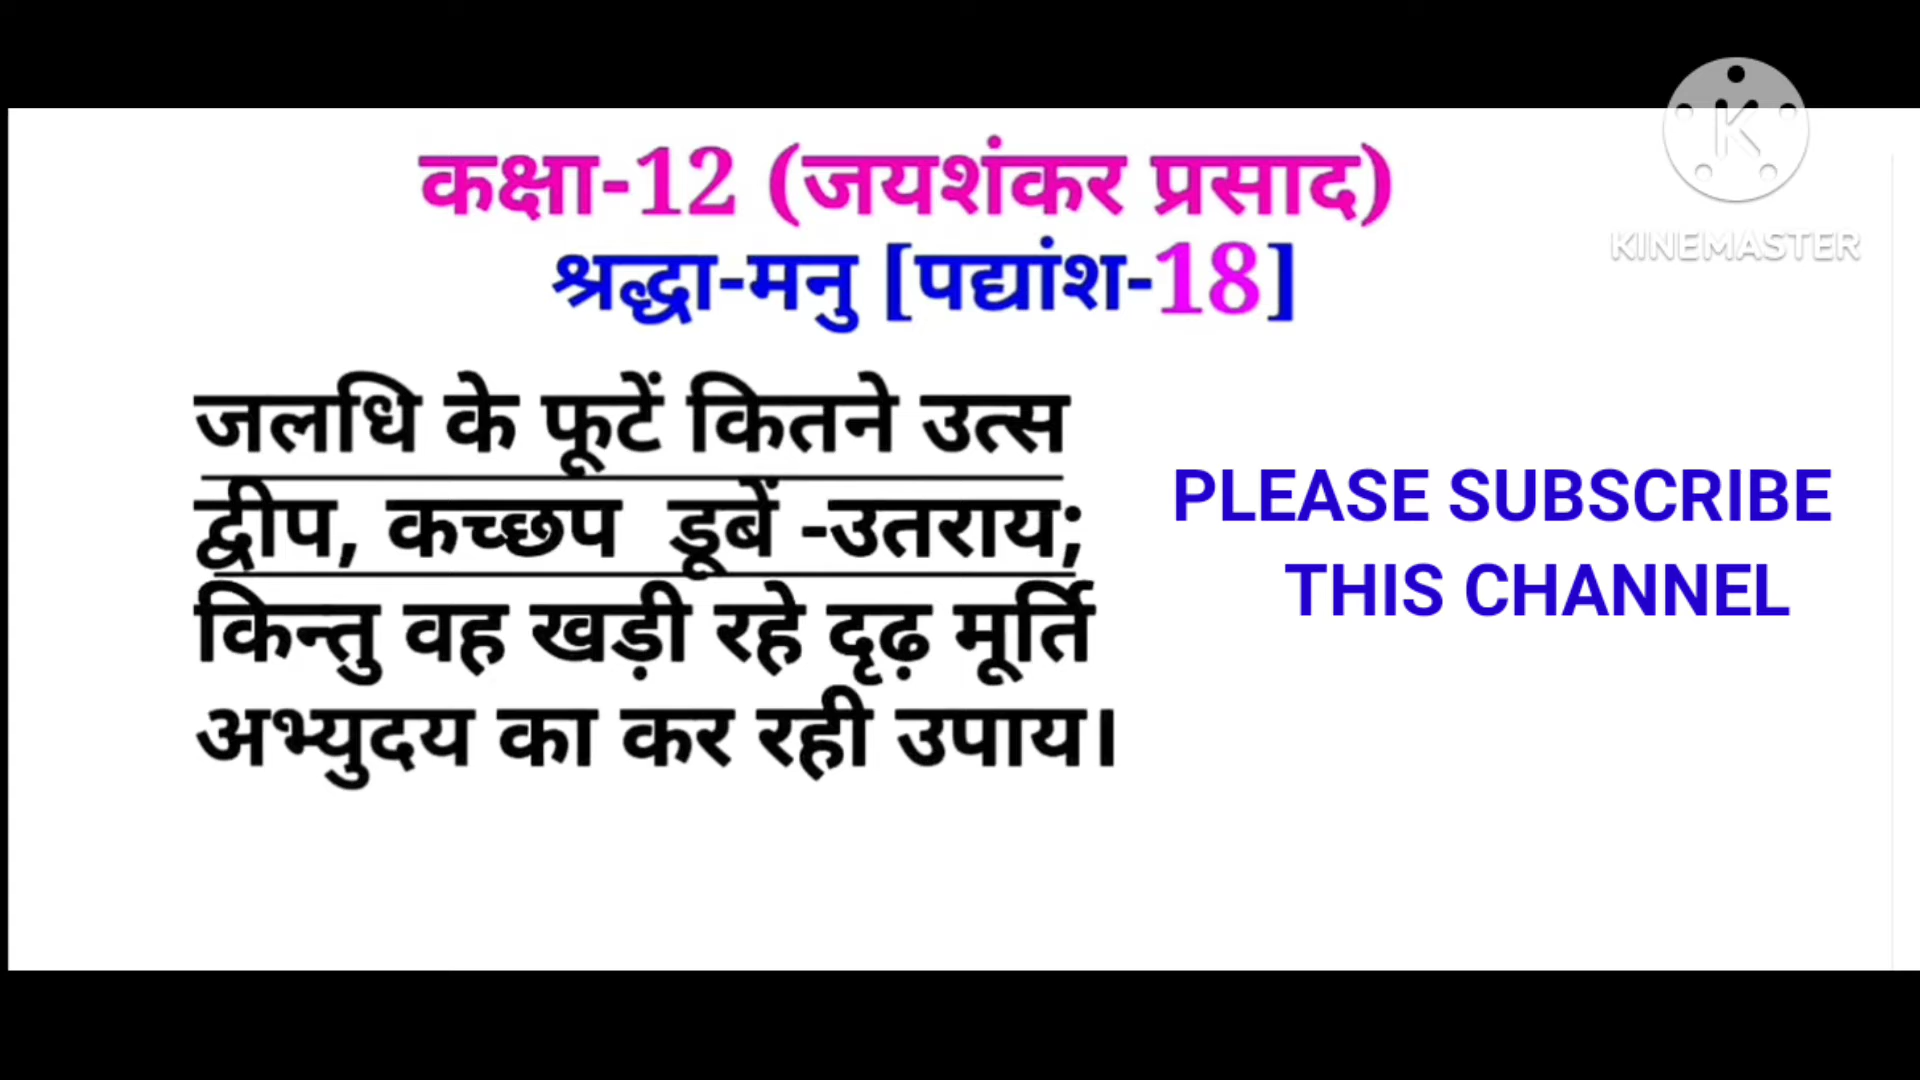 कक्षा-12 (जयशंकर प्रसाद)
श्रद्धा-मनु [पद्यांश-18]
जलधि के फूटें कितने उत्स
द्वीप, कच्छप डूबें -उतराय;
किन्तु वह खड़ी रहे दृढ़ मूर्ति
अभ्युदय का कर रही उपाय।
PLEASE SUBSCRIBE
THIS CHANNEL
K
KINEMASTER